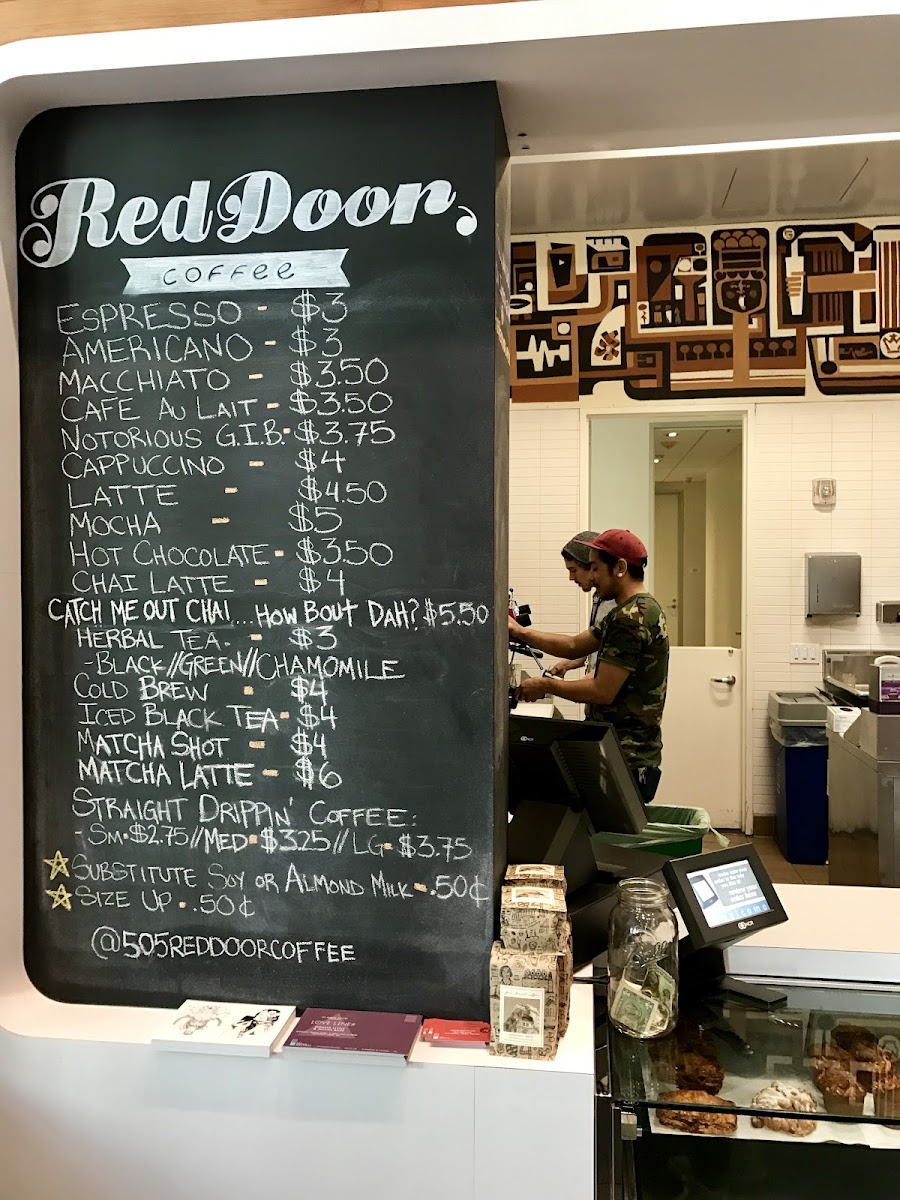 Red Door,
COFFEE
ESPRESSO - $3
AMERICANO - $3
MACCHIATO - $3.50
CAFE AU LAIT - $3.50
NOTORIOUS G.I.B. - $3.75
CAPPUCCINO - $4
LATTE - $4.50
MOCHA - $5
HOT CHOCOLATE - $3.50
CHAI LATTE - $4
CATCH ME OUT CHAI... HOW BOUT DAH? $5.50
HERBAL TEA - $3
-BLACK//GREEN//CHAMOMILE
COLD BREW - $4
ICED BLACK TEA - $4
MATCHA SHOT - $4
MATCHA LATTE - $6
STRAIGHT DRIPPIN' COFFEE:
-SM-$2.75//MED-$3.25//LG-$3.75
SUBSTITUTE SOY OR ALMOND MILK - .50¢
SIZE UP - .50¢
@505REDDOORCOFFEE